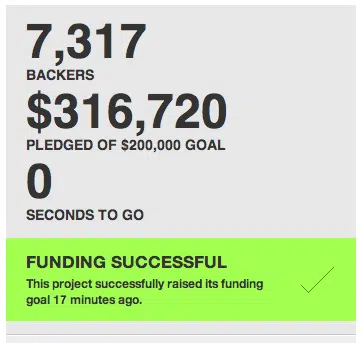 7,317
BACKERS
$316,720
PLEDGED OF $200,000 GOAL
0
SECONDS TO GO
FUNDING SUCCESSFUL
This project successfully raised its funding
goal 17 minutes ago.